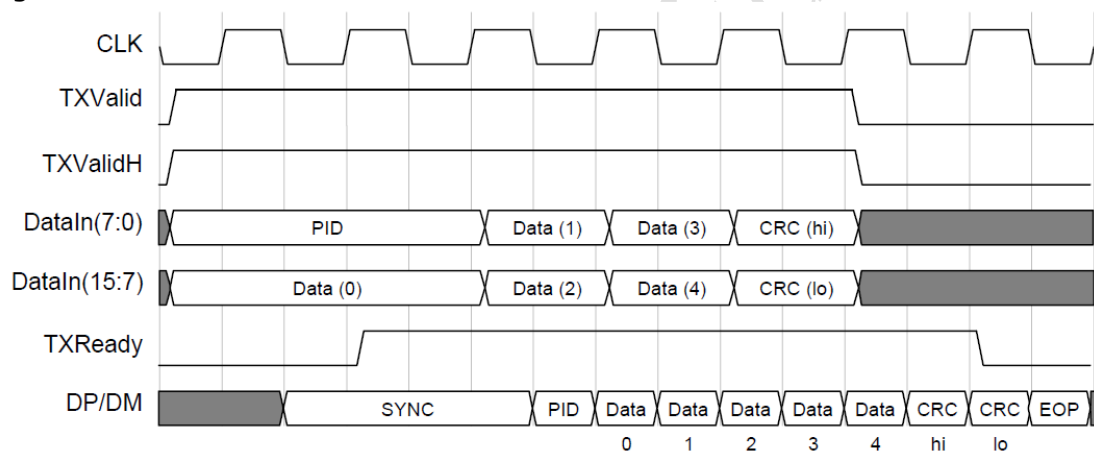 CLK
TXValid
TXValidH
DataIn(7:0) PID Data (1) Data (3) CRC (hi)
DataIn(15:7) Data (0) Data (2) Data (4) CRC (lo)
TXReady
DP/DM SYNC PID Data Data Data Data Data CRC CRC EOP
0 1 2 3 4 hi lo